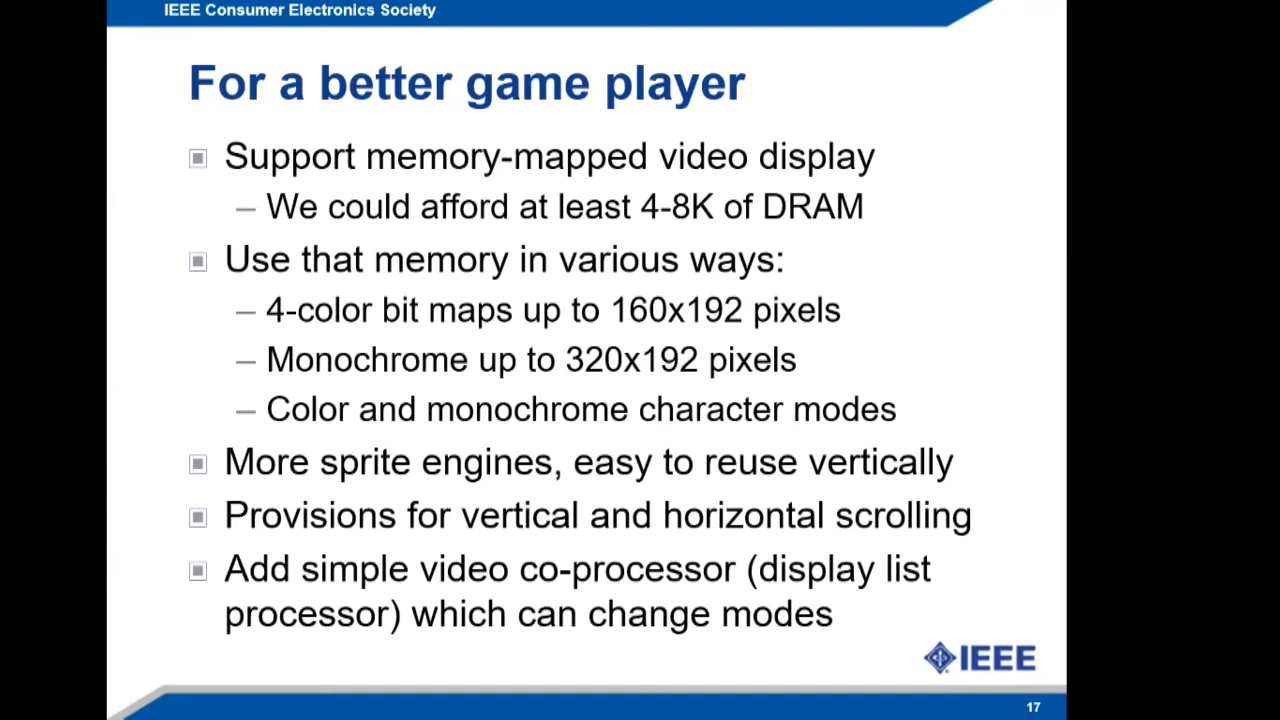 IEEE Consumer Electronics Society
For a better game player
Support memory-mapped video display
– We could afford at least 4-8K of DRAM
Use that memory in various ways:
– 4-color bit maps up to 160x192 pixels
– Monochrome up to 320x192 pixels
– Color and monochrome character modes
More sprite engines, easy to reuse vertically
Provisions for vertical and horizontal scrolling
Add simple video co-processor (display list
processor) which can change modes
IEEE
17